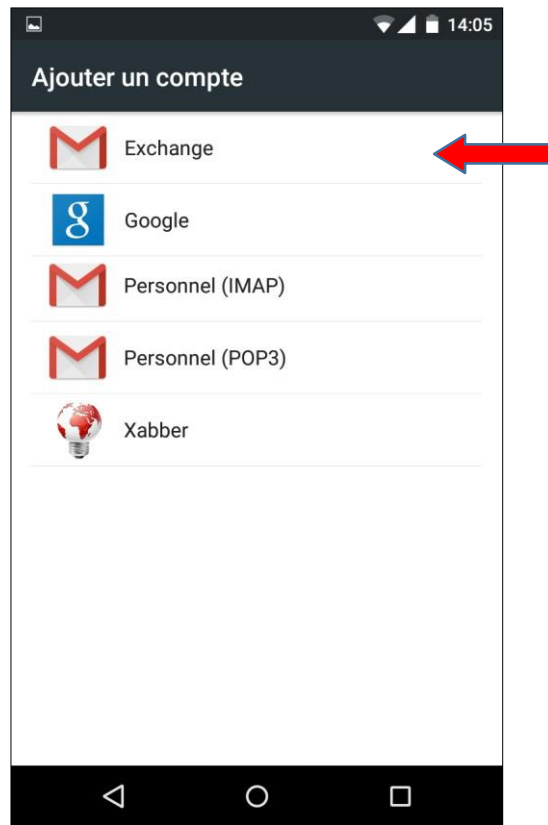 14:05
Ajouter un compte
Exchange
Google
Personnel (IMAP)
Personnel (POP3)
Xabber